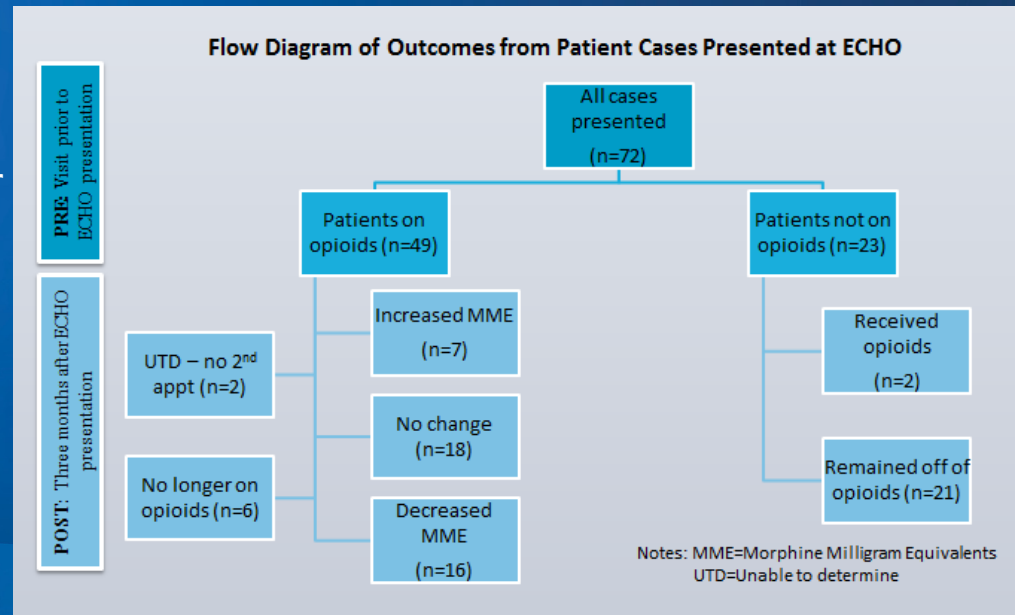 Flow Diagram of Outcomes from Patient Cases Presented at ECHO
PRE: Visit prior to
ECHO presentation
All cases
presented
(n=72)
Patients on
opioids (n=49)
Patients not on
opioids (n=23)
POST: Three months after ECHO
presentation
UTD – no 2nd
appt (n=2)
No longer on
opioids (n=6)
Increased MME
(n=7)
No change
(n=18)
Decreased
MME
(n=16)
Received
opioids
(n=2)
Remained off of
opioids (n=21)
Notes: MME=Morphine Milligram Equivalents
UTD=Unable to determine